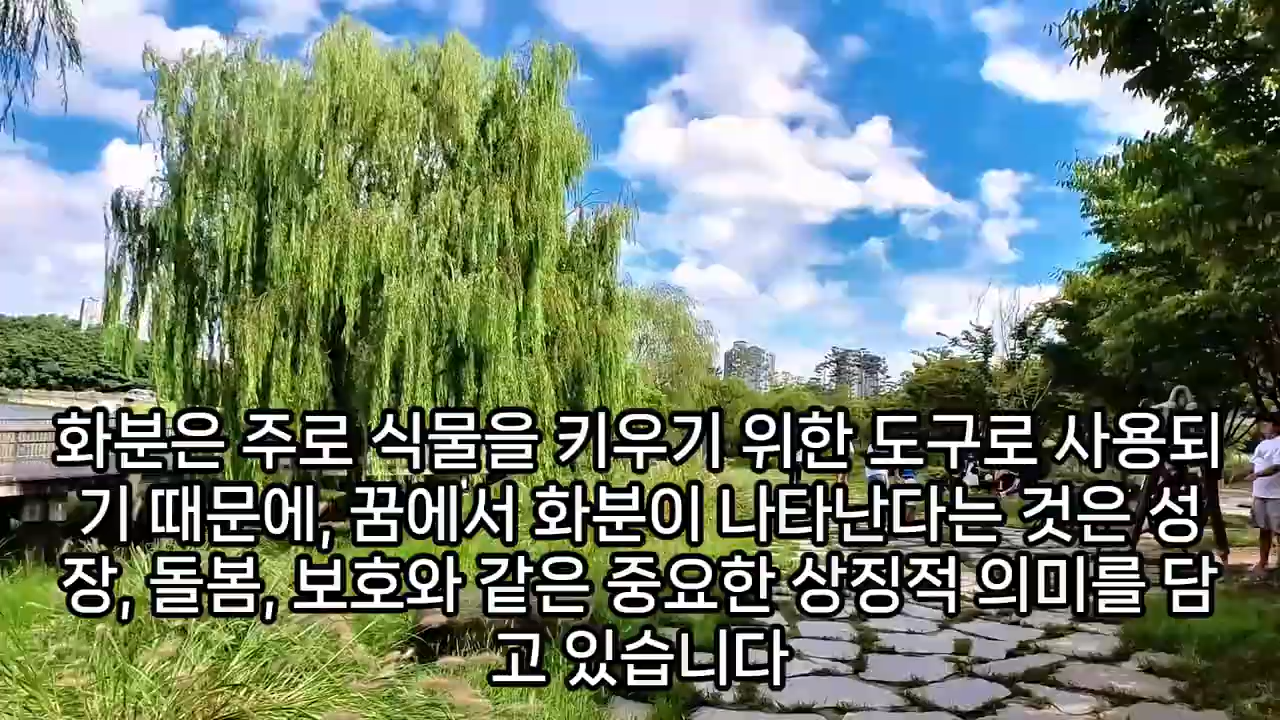 화분은 주로 식물을 키우기 위한 도구로 사용되
기 때문에, 꿈에서 화분이 나타난다는 것은 성
장, 돌봄, 보호와 같은 중요한 상징적 의미를 담
고 있습니다